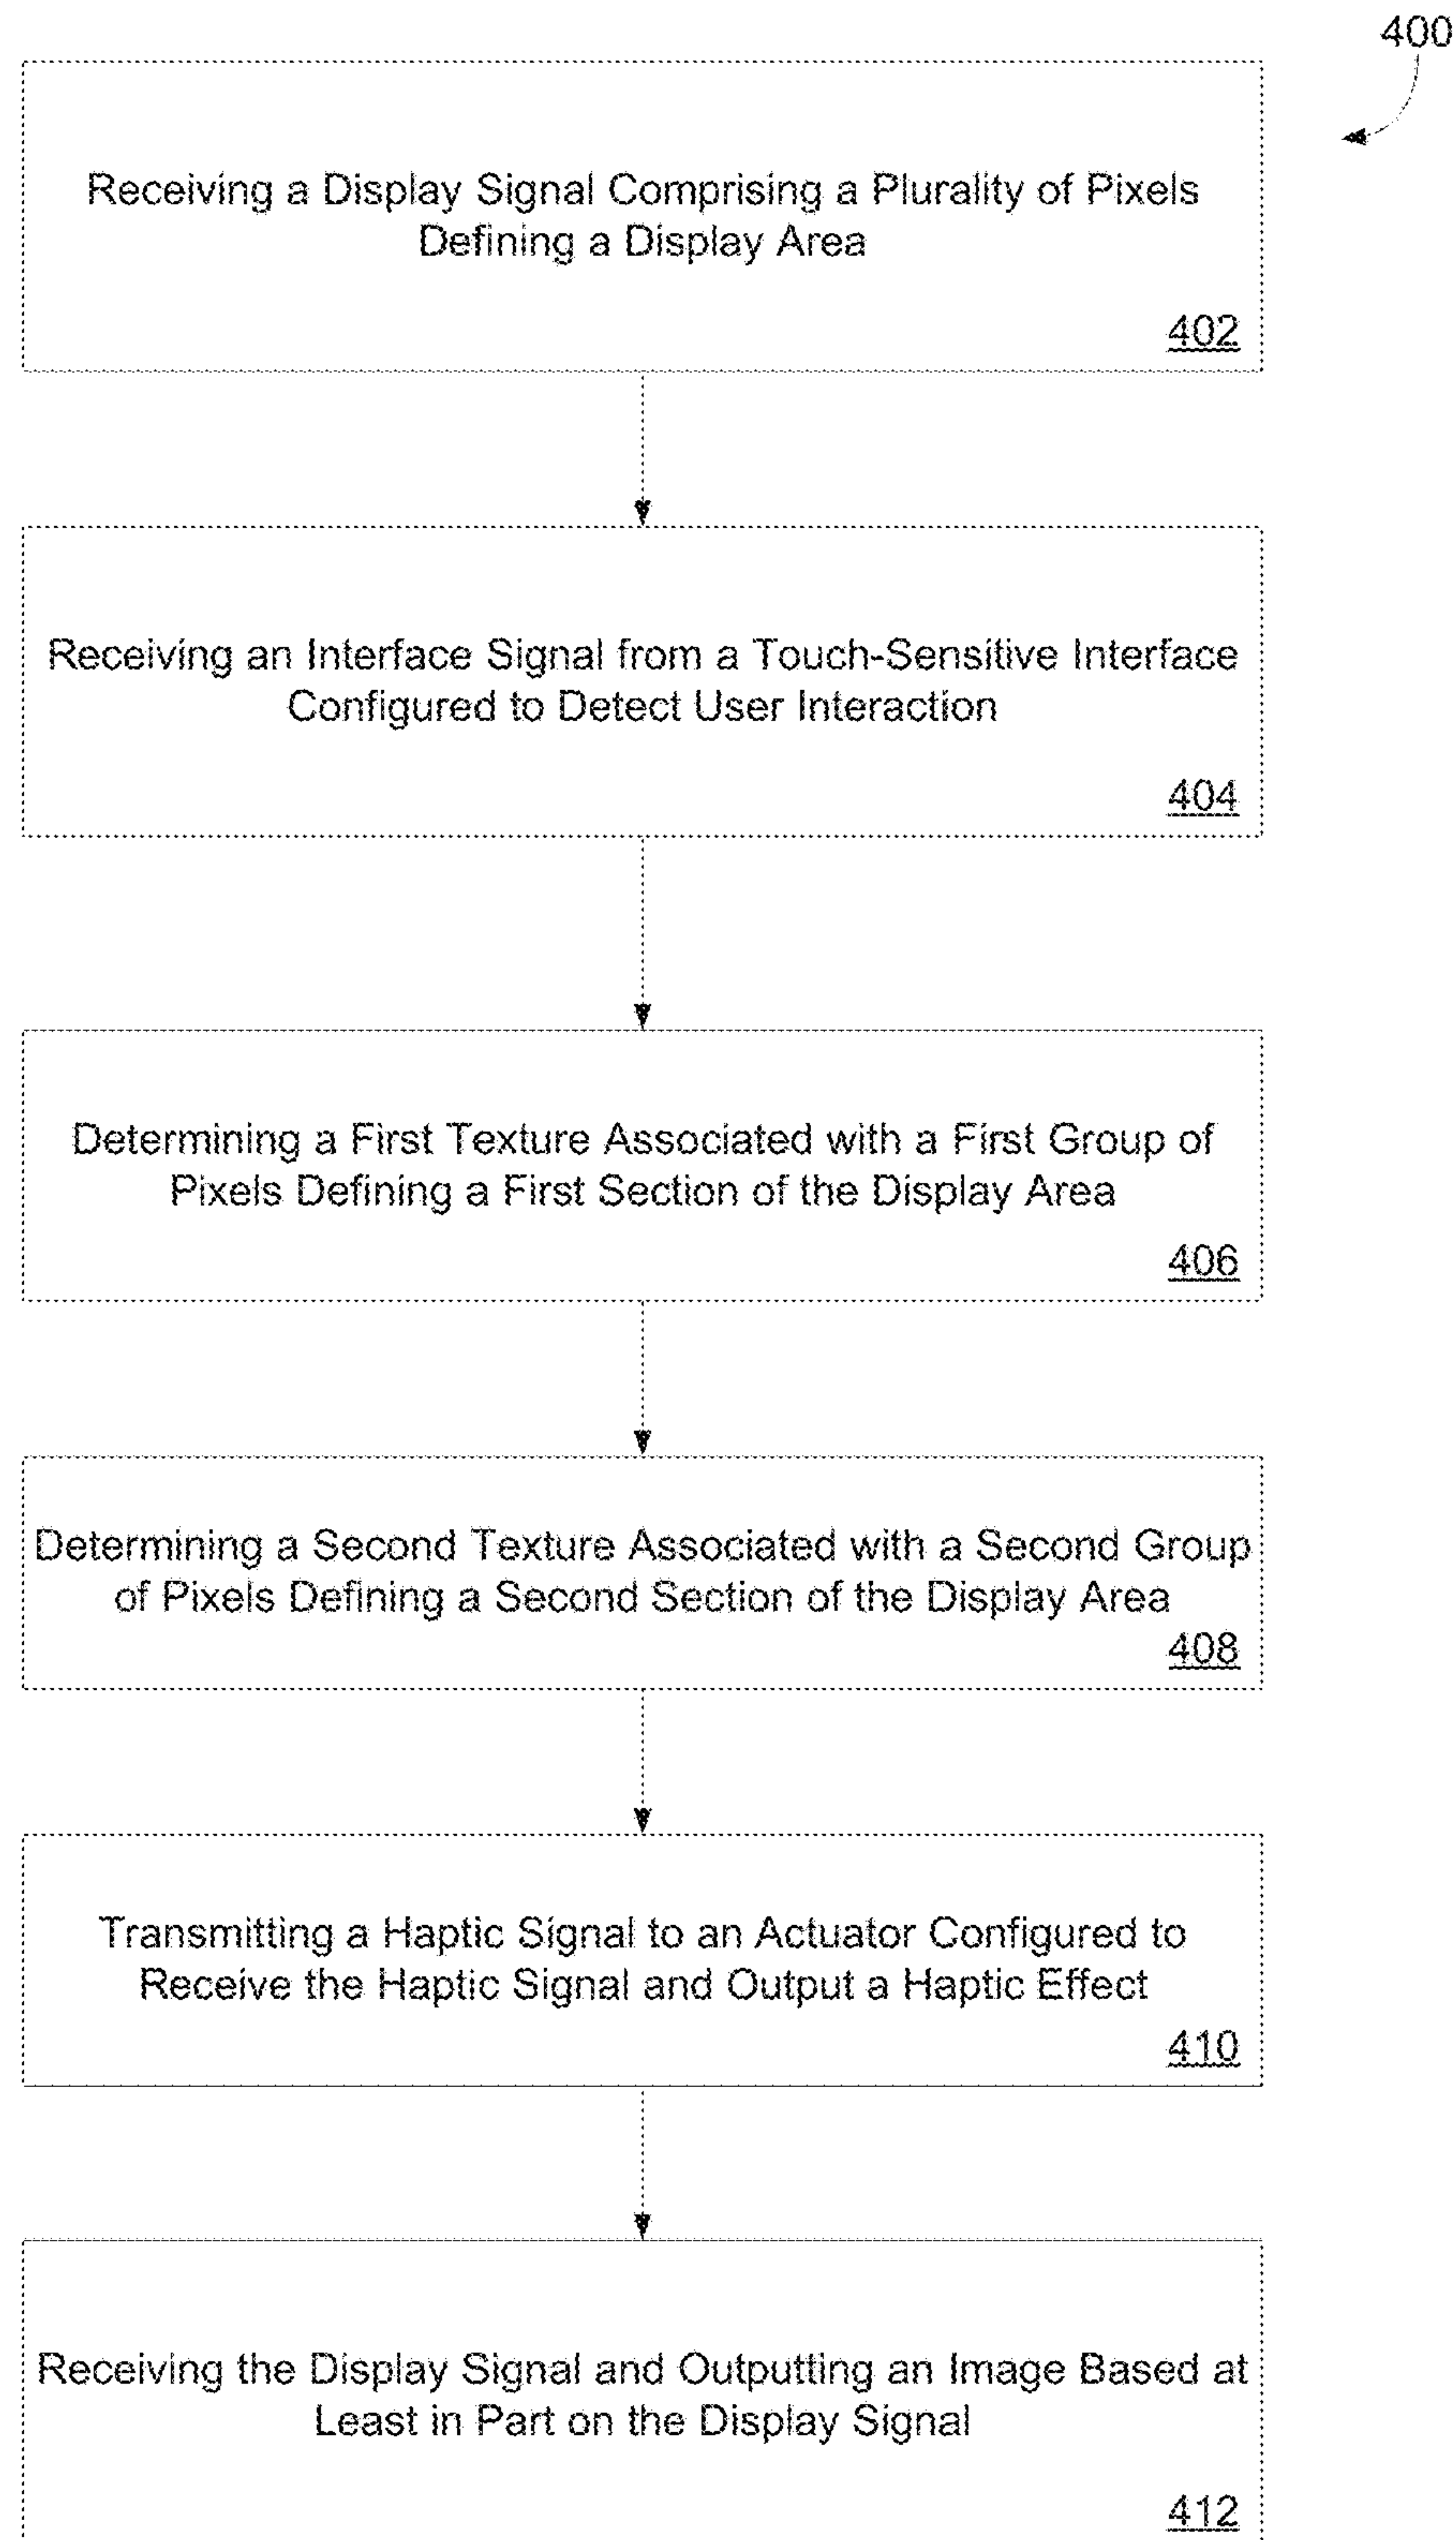 400
Receiving a Display Signal Comprising a Plurality of Pixels
Defining a Display Area
402
Receiving an Interface Signal from a Touch-Sensitive Interface
Configured to Detect User Interaction
404
Determining a First Texture Associated with a First Group of
Pixels Defining a First Section of the Display Area
406
Determining a Second Texture Associated with a Second Group
of Pixels Defining a Second Section of the Display Area
408
Transmitting a Haptic Signal to an Actuator Configured to
Receive the Haptic Signal and Output a Haptic Effect
410
Receiving the Display Signal and Outputting an Image Based at
Least in Part on the Display Signal
412